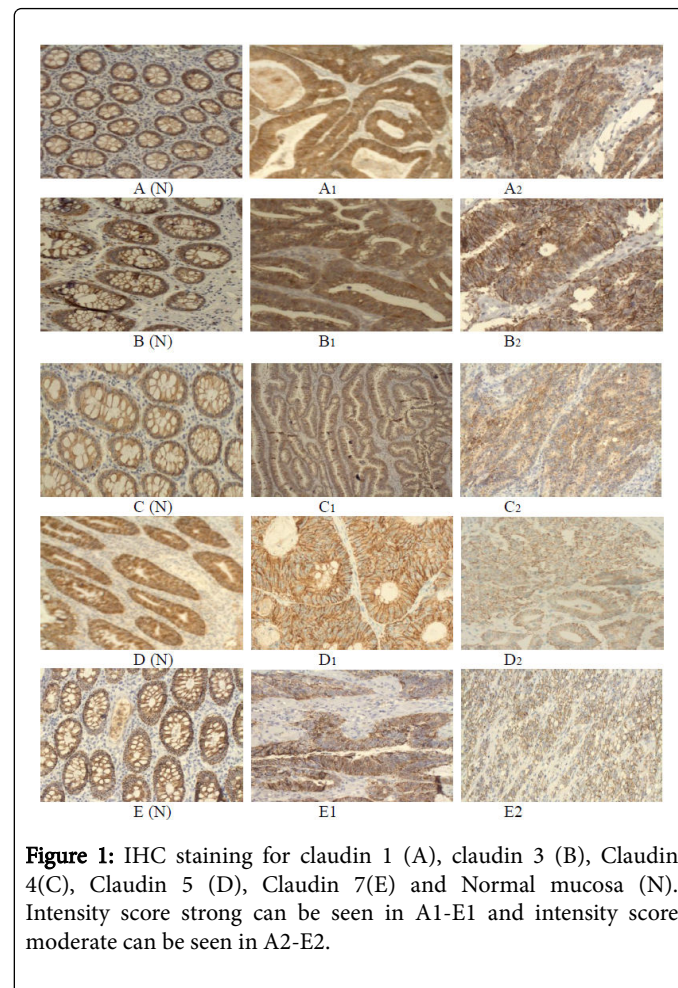 A (N) A1 A2
B (N) B1 B2
C (N) C1 C2
D (N) D1 D2
E (N) E1 E2
Figure 1: IHC staining for claudin 1 (A), claudin 3 (B), Claudin
4(C), Claudin 5 (D), Claudin 7(E) and Normal mucosa (N).
Intensity score strong can be seen in A1-E1 and intensity score
moderate can be seen in A2-E2.